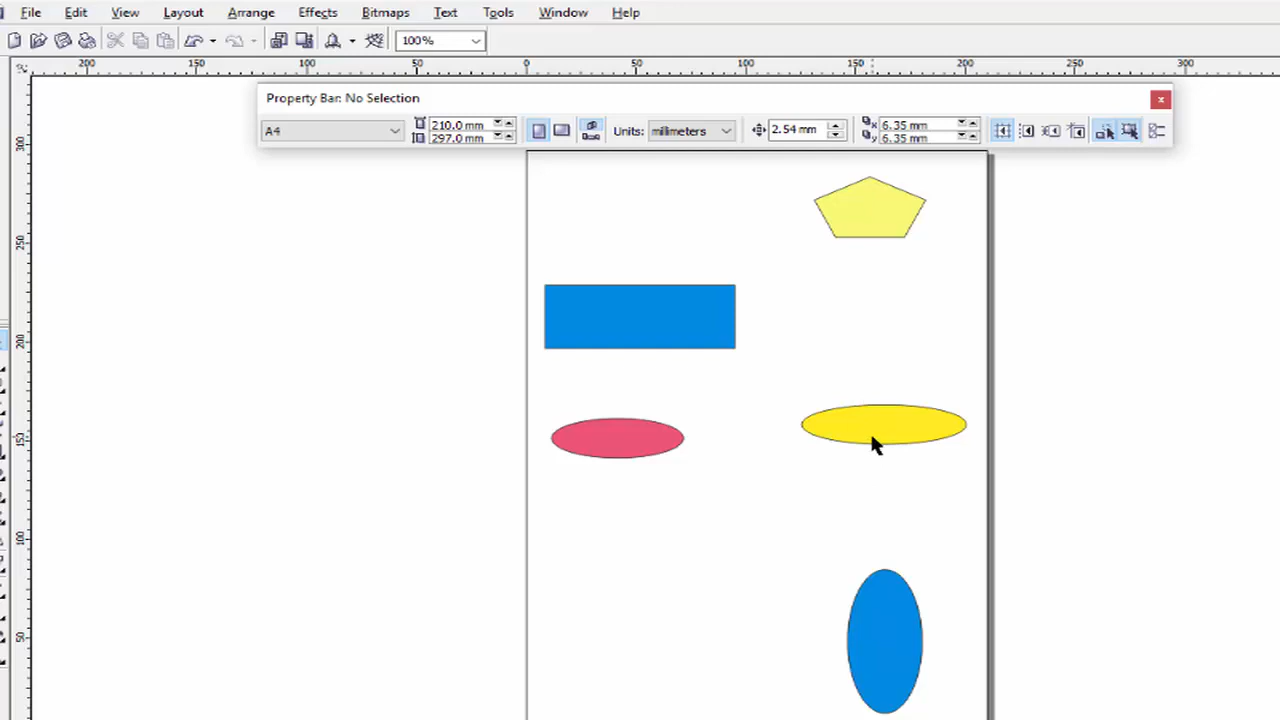 File Edit View Layout Arrange Effects Bitmaps Text Tools Window Help
100%
200 150 100 50 0 50 100 150 200 250 300
Property Bar: No Selection
A4 210.0 mm 297.0 mm Units: milimeters 2.54 mm 6.35 mm 6.35 mm
x y
300
250
200
150
100
50